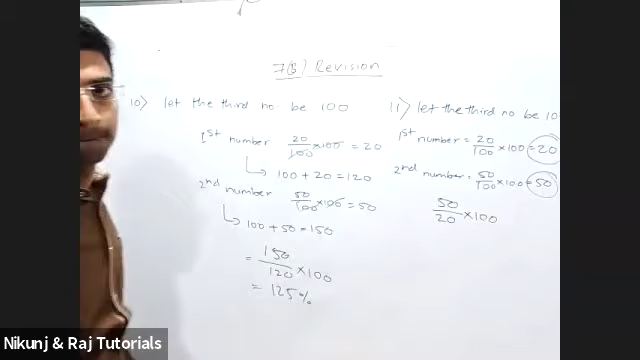 7(B) Revision
10) let the third no. be 100
1st number 20/100 × 100 = 20
→ 100 + 20 = 120
2nd number 50/100 × 100 = 50
→ 100 + 50 = 150
= 150/120 × 100
= 125%
11) let the third no be 10
1st number = 20/100 × 100 = 20
2nd number = 50/100 × 100 = 50
50/20 × 100
Nikunj & Raj Tutorials